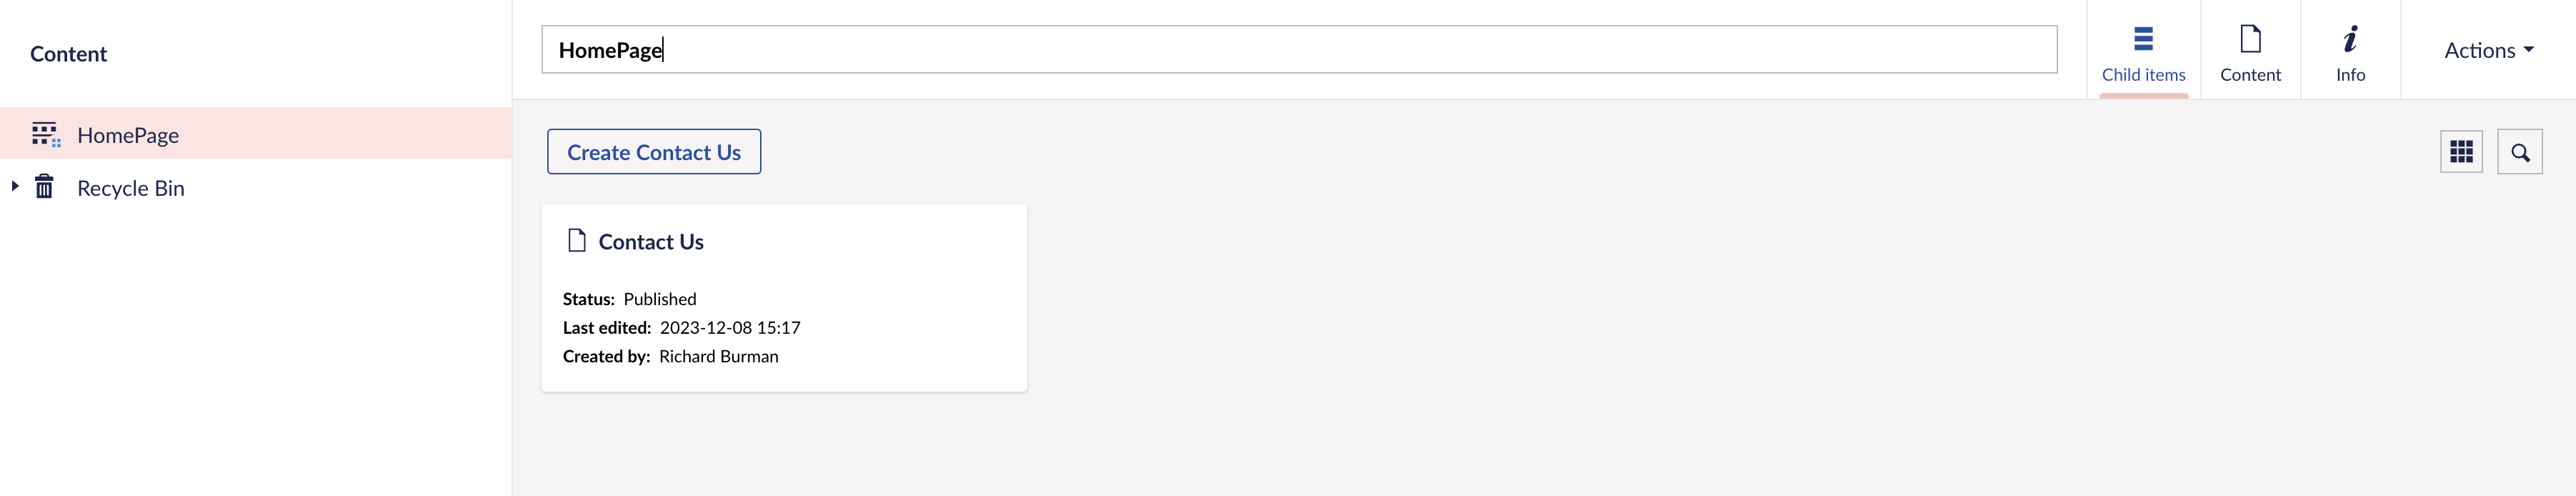 Content
HomePage
Recycle Bin
HomePage
Child items
Content
Info
Actions
Create Contact Us
Contact Us
Status: Published
Last edited: 2023-12-08 15:17
Created by: Richard Burman